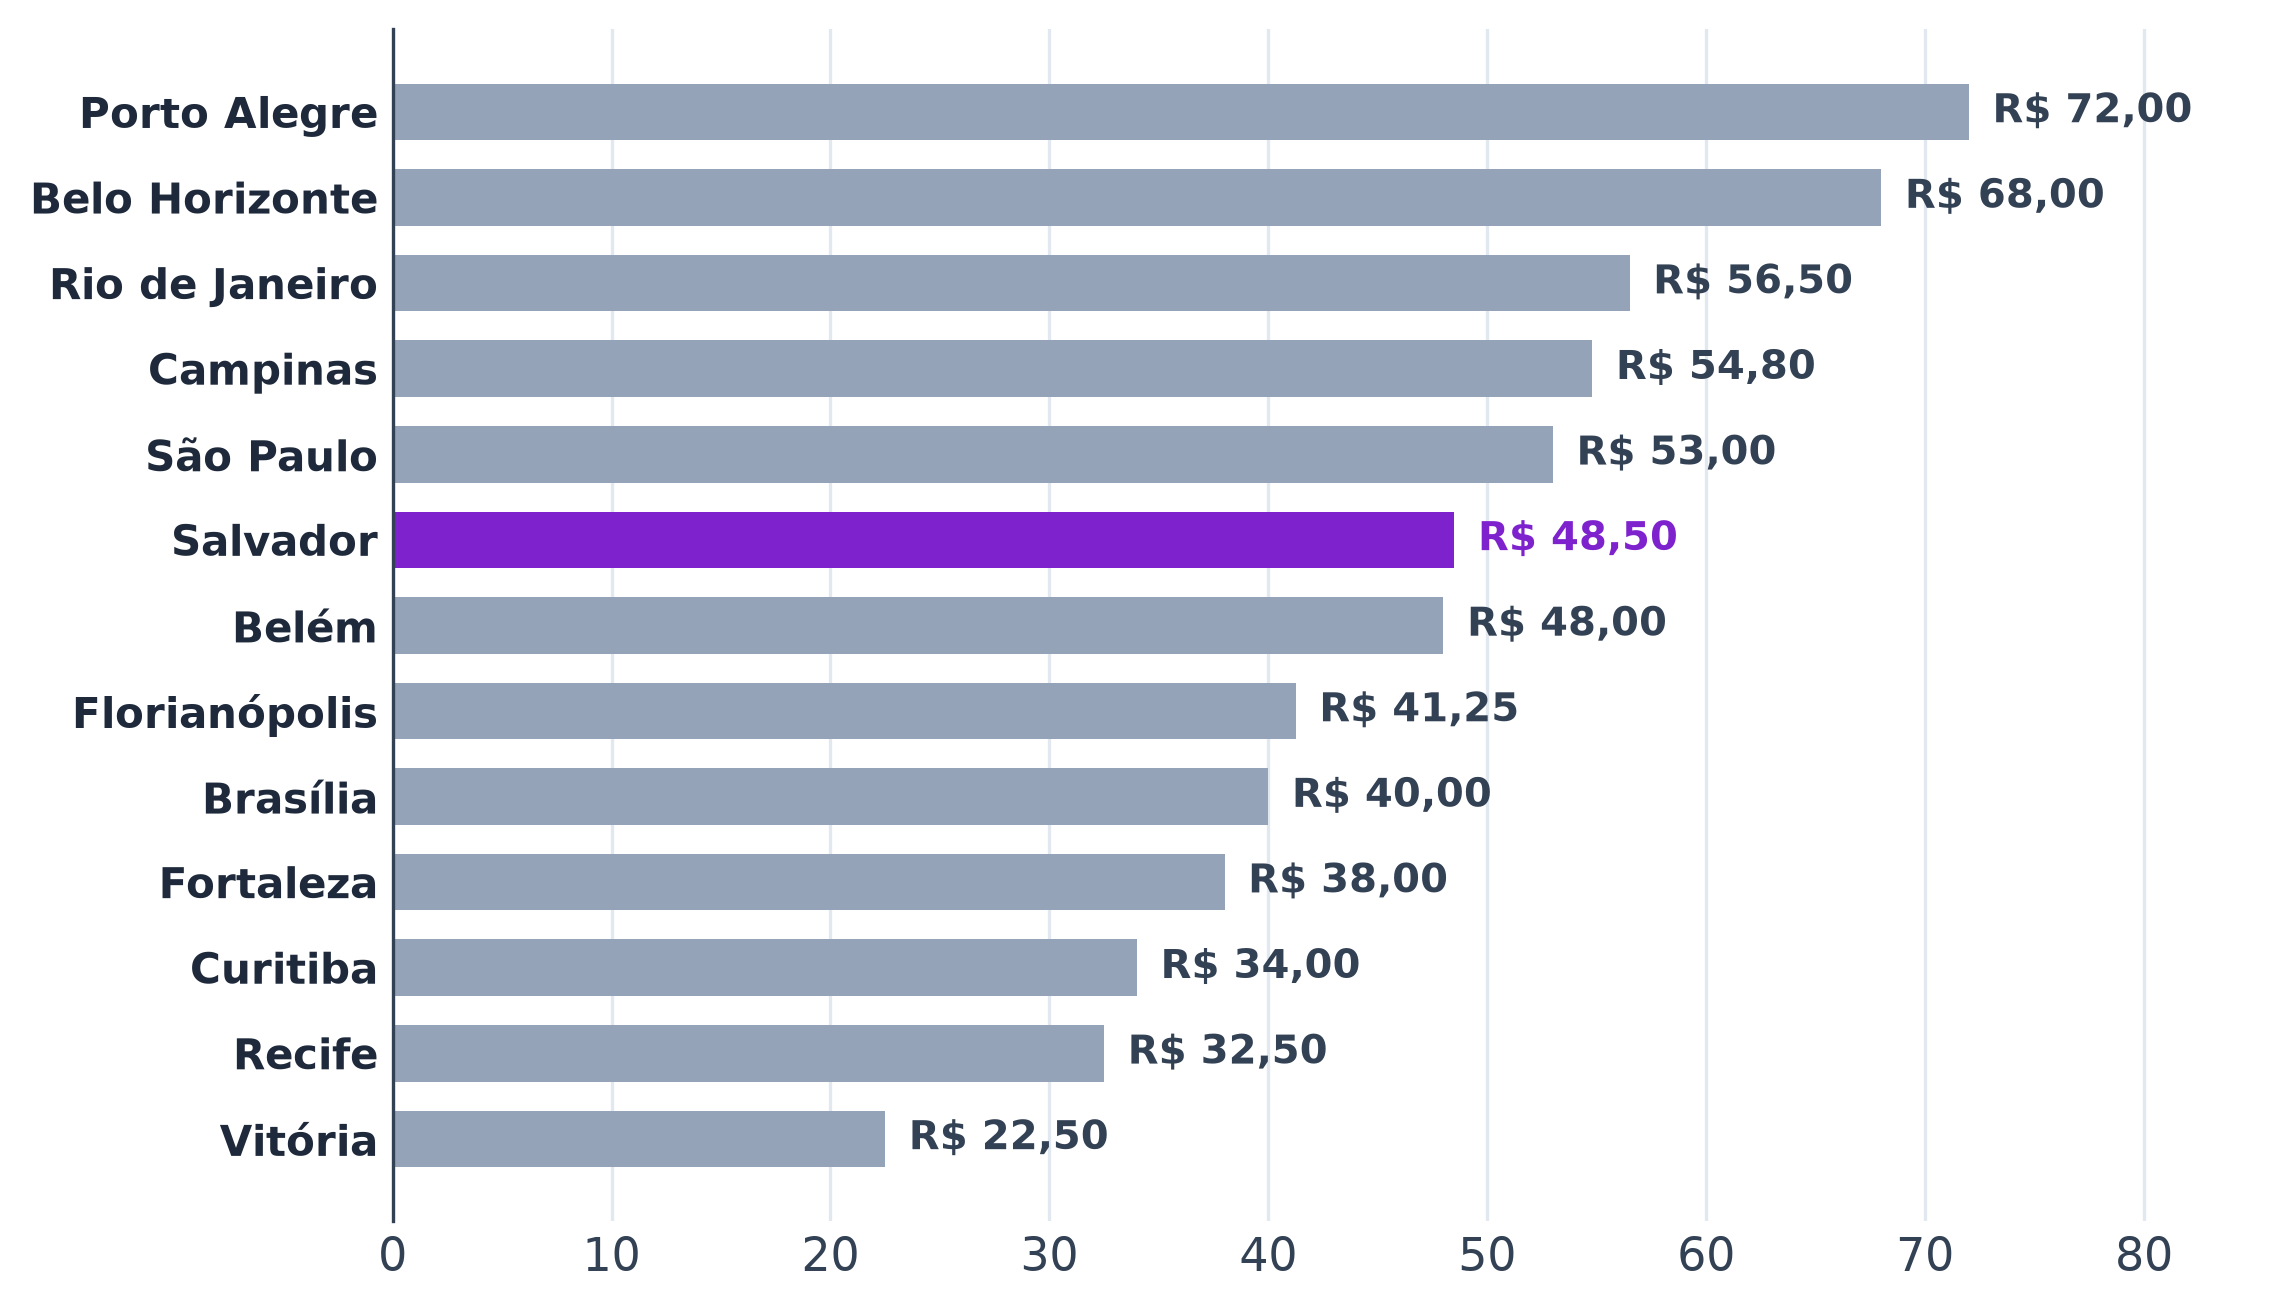 Porto Alegre R$ 72,00
Belo Horizonte R$ 68,00
Rio de Janeiro R$ 56,50
Campinas R$ 54,80
São Paulo R$ 53,00
Salvador R$ 48,50
Belém R$ 48,00
Florianópolis R$ 41,25
Brasília R$ 40,00
Fortaleza R$ 38,00
Curitiba R$ 34,00
Recife R$ 32,50
Vitória R$ 22,50
0 10 20 30 40 50 60 70 80